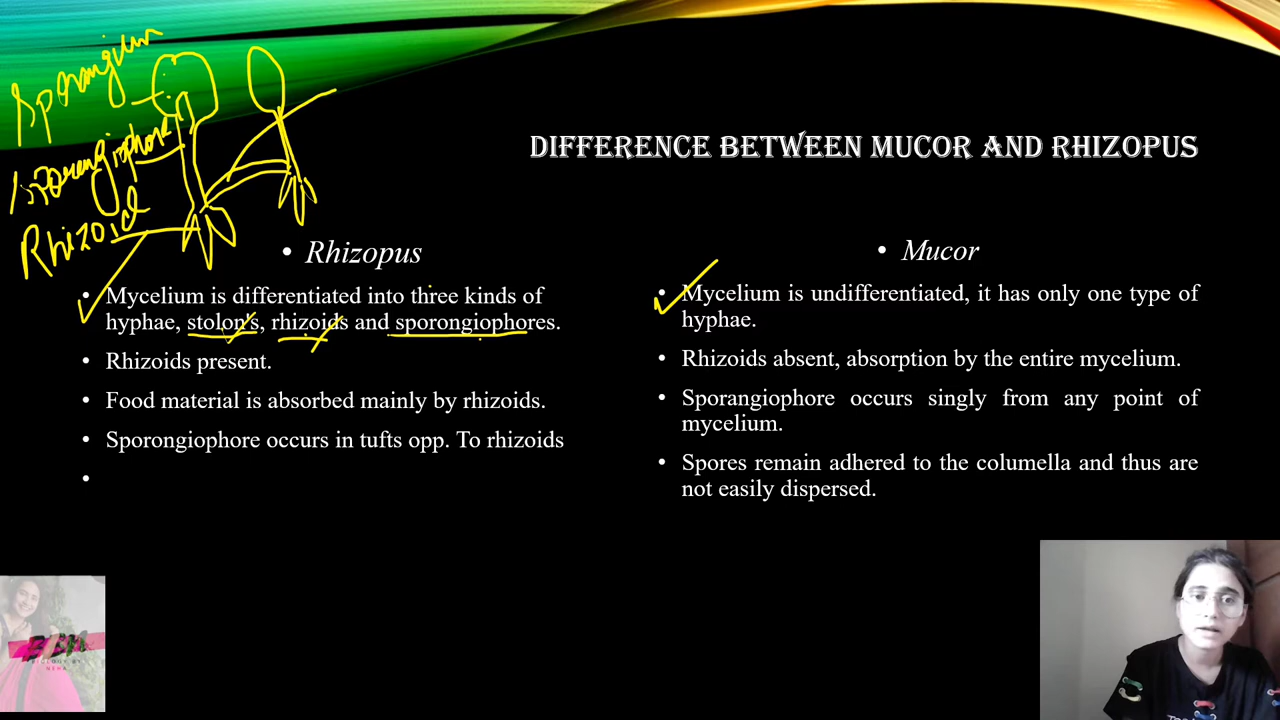 Sporangium
Sporangiophore
Rhizoid
DIFFERENCE BETWEEN MUCOR AND RHIZOPUS
• Rhizopus
• Mycelium is differentiated into three kinds of
hyphae, stolon's, rhizoids and sporongiophores.
• Rhizoids present.
• Food material is absorbed mainly by rhizoids.
• Sporongiophore occurs in tufts opp. To rhizoids
•
• Mucor
• Mycelium is undifferentiated, it has only one type of
hyphae.
• Rhizoids absent, absorption by the entire mycelium.
• Sporangiophore occurs singly from any point of
mycelium.
• Spores remain adhered to the columella and thus are
not easily dispersed.
BIOLOGY BY
NEHA